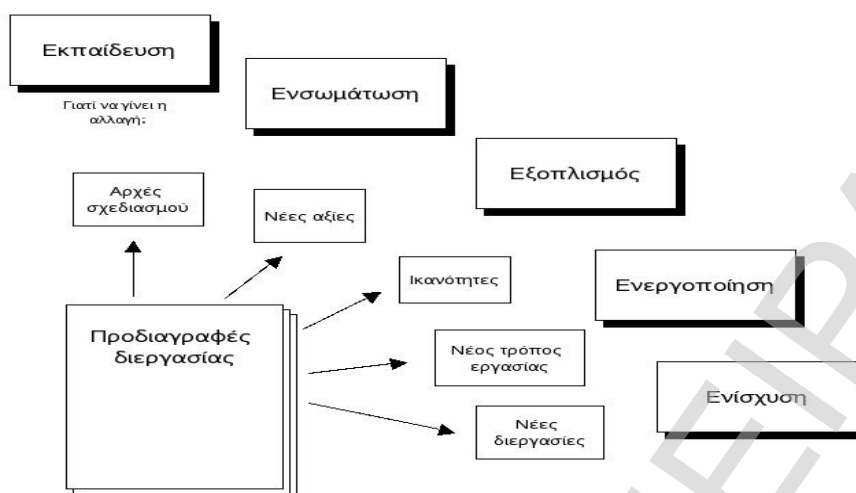 Εκπαίδευση
Γιατί να γίνει η
αλλαγή;
Ενσωμάτωση
Εξοπλισμός
Αρχές
σχεδιασμού
Νέες αξίες
Ικανότητες
Ενεργοποίηση
Προδιαγραφές
διεργασίας
Νέος τρόπος
εργασίας
Ενίσχυση
Νέες
διεργασίες